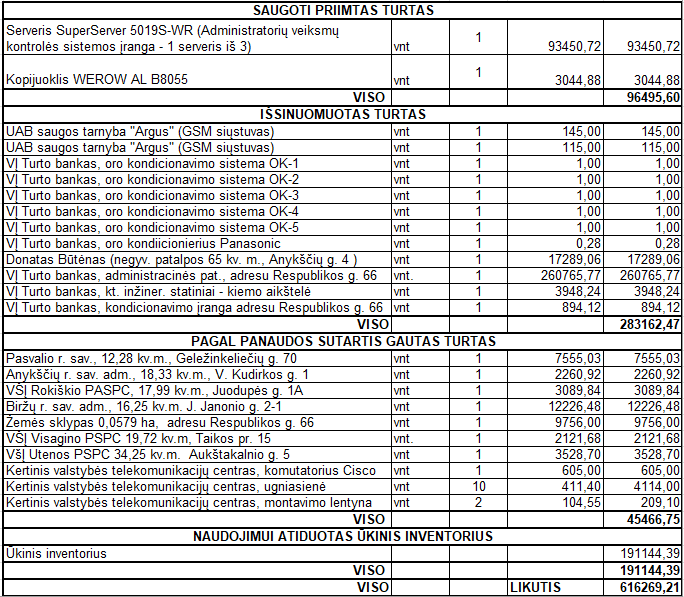 SAUGOTI PRIIMTAS TURTAS
Serveris SuperServer 5019S-WR (Administratorių veiksmų
kontrolės sistemos įranga - 1 serveris iš 3) vnt 1 93450,72 93450,72
Kopijuoklis WEROW AL B8055 vnt 1 3044,88 3044,88
VISO 96495,60
IŠSINUOMUOTAS TURTAS
UAB saugos tarnyba "Argus" (GSM siųstuvas) vnt 1 145,00 145,00
UAB saugos tarnyba "Argus" (GSM siųstuvas) vnt 1 115,00 115,00
VĮ Turto bankas, oro kondicionavimo sistema OK-1 vnt 1 1,00 1,00
VĮ Turto bankas, oro kondicionavimo sistema OK-2 vnt 1 1,00 1,00
VĮ Turto bankas, oro kondicionavimo sistema OK-3 vnt 1 1,00 1,00
VĮ Turto bankas, oro kondicionavimo sistema OK-4 vnt 1 1,00 1,00
VĮ Turto bankas, oro kondicionavimo sistema OK-5 vnt 1 1,00 1,00
VĮ Turto bankas, oro kondiicionierius Panasonic vnt 1 0,28 0,28
Donatas Būtėnas (negyv. patalpos 65 kv. m., Anykščių g. 4 ) vnt 1 17289,06 17289,06
VĮ Turto bankas, administracinės pat., adresu Respublikos g. 66 vnt. 1 260765,77 260765,77
VĮ Turto bankas, kt. inžiner. statiniai - kiemo aikštelė vnt 1 3948,24 3948,24
VĮ Turto bankas, kondicionavimo įranga adresu Respublikos g. 66 vnt 1 894,12 894,12
VISO 283162,47
PAGAL PANAUDOS SUTARTIS GAUTAS TURTAS
Pasvalio r. sav., 12,28 kv.m., Geležinkeliečių g. 70 vnt 1 7555,03 7555,03
Anykščių r. sav. adm., 18,33 kv.m., V. Kudirkos g. 1 vnt 1 2260,92 2260,92
VŠĮ Rokiškio PASPC, 17,99 kv.m., Juodupės g. 1A vnt 1 3089,84 3089,84
Biržų r. sav. adm., 16,25 kv.m. J. Janonio g. 2-1 vnt 1 12226,48 12226,48
Žemės sklypas 0,0579 ha, adresu Respublikos g. 66 vnt 1 9756,00 9756,00
VŠĮ Visagino PSPC 19,72 kv.m, Taikos pr. 15 vnt. 1 2121,68 2121,68
VšĮ Utenos PSPC 34,25 kv.m. Aukštakalnio g. 5 vnt 1 3528,70 3528,70
Kertinis valstybės telekomunikacijų centras, komutatorius Cisco vnt 1 605,00 605,00
Kertinis valstybės telekomunikacijų centras, ugniasienė vnt 10 411,40 4114,00
Kertinis valstybės telekomunikacijų centras, montavimo lentyna vnt 2 104,55 209,10
VISO 45466,75
NAUDOJIMUI ATIDUOTAS ŪKINIS INVENTORIUS
Ūkinis inventorius 191144,39
VISO 191144,39
VISO LIKUTIS 616269,21